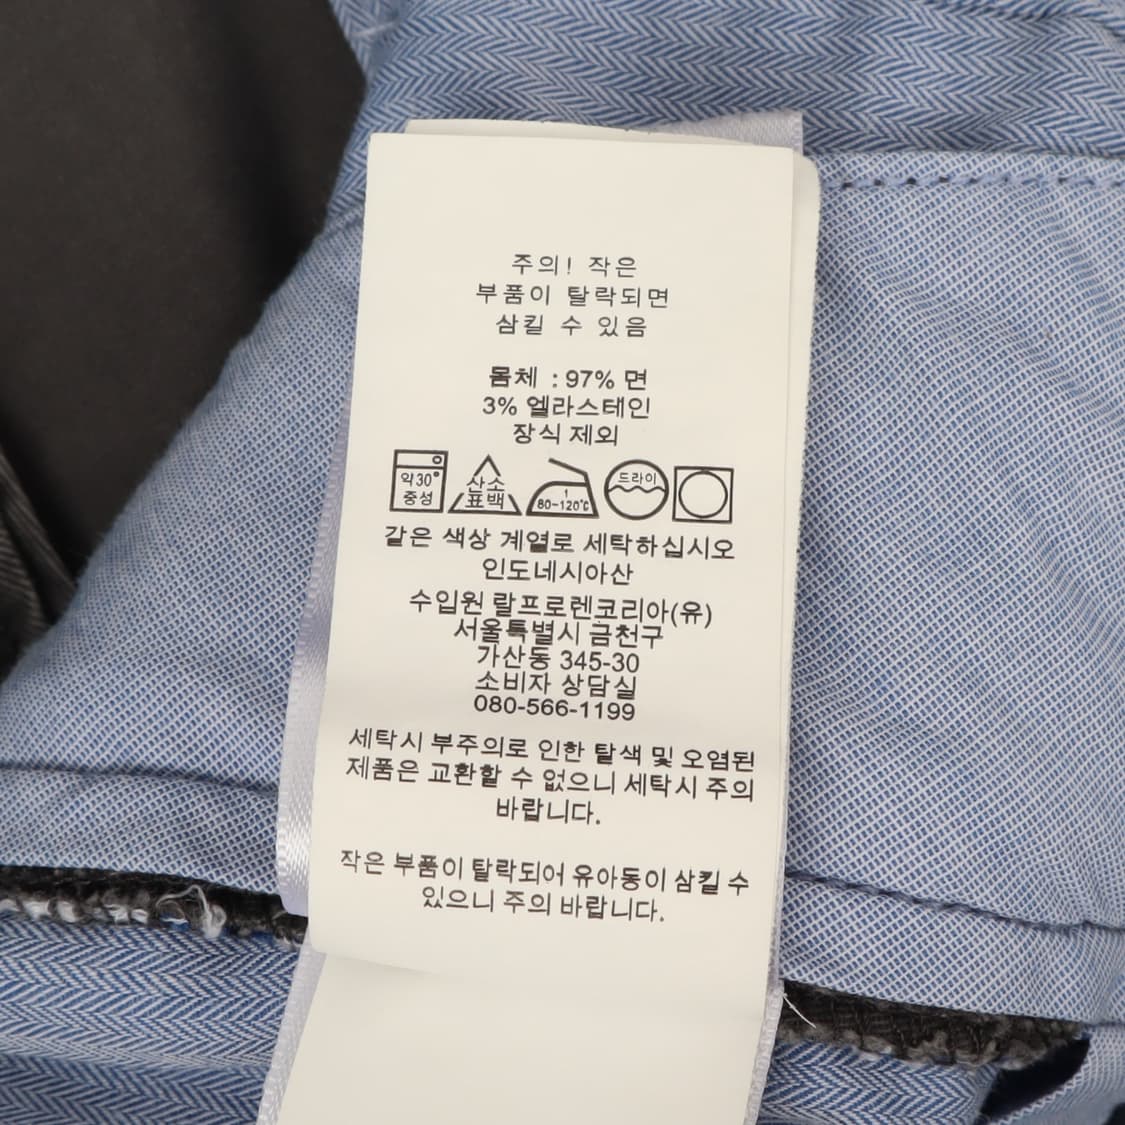 주의! 작은
부품이 탈락되면
삼킬 수 있음
몸체 : 97% 면
3% 엘라스테인
장식 제외
약30°
중성
산소
표백
80~120℃
드라이
같은 색상 계열로 세탁하십시오
인도네시아산
수입원 랄프로렌코리아(유)
서울특별시 금천구
가산동 345-30
소비자 상담실
080-566-1199
세탁시 부주의로 인한 탈색 및 오염된
제품은 교환할 수 없으니 세탁시 주의
바랍니다.
작은 부품이 탈락되어 유아동이 삼킬 수
있으니 주의 바랍니다.